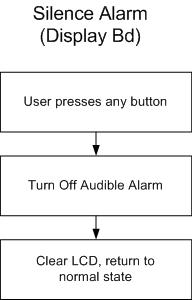 Silence Alarm
(Display Bd)
User presses any button
Turn Off Audible Alarm
Clear LCD, return to
normal state